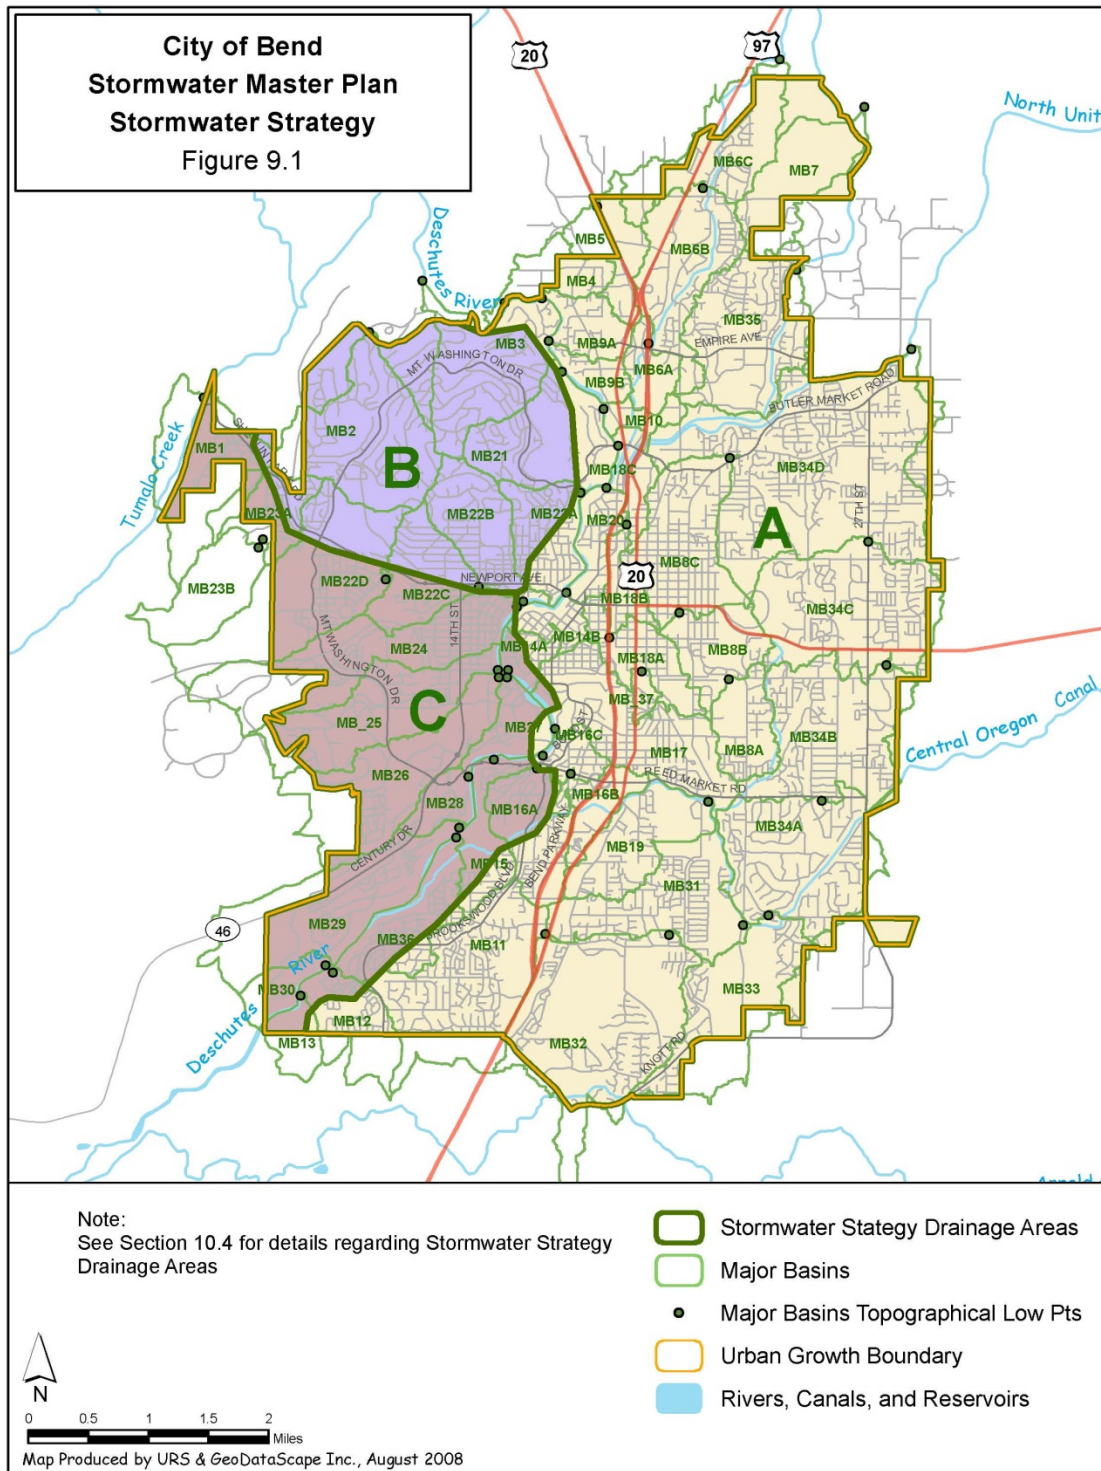 City of Bend
Stormwater Master Plan
Stormwater Strategy
Figure 9.1
20
97
North Unit
Deschutes River
Tumalo Creek
MB6C
MB7
MB5
MB6B
MB4
MB35
MB3
MB9A
EMPIRE AVE
MT WASHINGTON DR
MB6A
MB9B
BUTLER MARKET ROAD
MB10
MB2
MB1
B
MB21
MB18C
MB34D
MB23A
MB22B
MB22A
MB20
27TH ST
A
MB8C
20
MB23B
MB22D
MB22C
NEWPORT AVE
MB18B
MB34C
14TH ST
MT WASHINGTON DR
MB24
MB14A
MB14B
MB18A
MB8B
C
MB_37
MB_25
MB27
MB16C
MB17
MB8A
MB34B
Central Oregon Canal
MB26
REED MARKET RD
MB28
MB16A
MB16B
MB34A
CENTURY DR
BEND PARKWAY
MB19
MB15
MB31
BROOKSWOOD BLVD
46
MB29
MB36
MB11
River
MB30
MB33
Deschutes
MB12
MB13
MB32
KNOTT RD
Note:
See Section 10.4 for details regarding Stormwater Strategy
Drainage Areas
Stormwater Stategy Drainage Areas
Major Basins
Major Basins Topographical Low Pts
Urban Growth Boundary
Rivers, Canals, and Reservoirs
N
0 0.5 1 1.5 2
Miles
Map Produced by URS & GeoDataScape Inc., August 2008